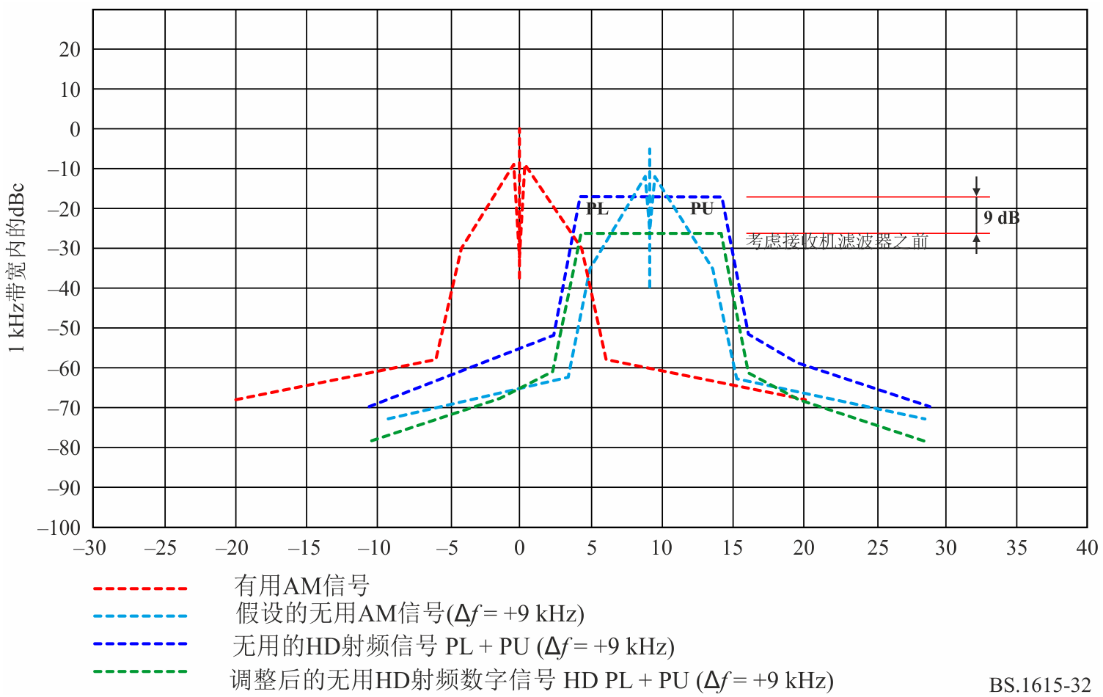 1 kHz带宽内的dBc
20
10
0
–10
–20
–30
–40
–50
–60
–70
–80
–90
–100
PL
PU
9 dB
考虑接收机滤波器之前
–30 –25 –20 –15 –10 –5 0 5 10 15 20 25 30 35 40
有用AM信号
假设的无用AM信号(Δf = +9 kHz)
无用的HD射频信号 PL + PU (Δf = +9 kHz)
调整后的无用HD射频数字信号 HD PL + PU (Δf = +9 kHz)
BS.1615-32